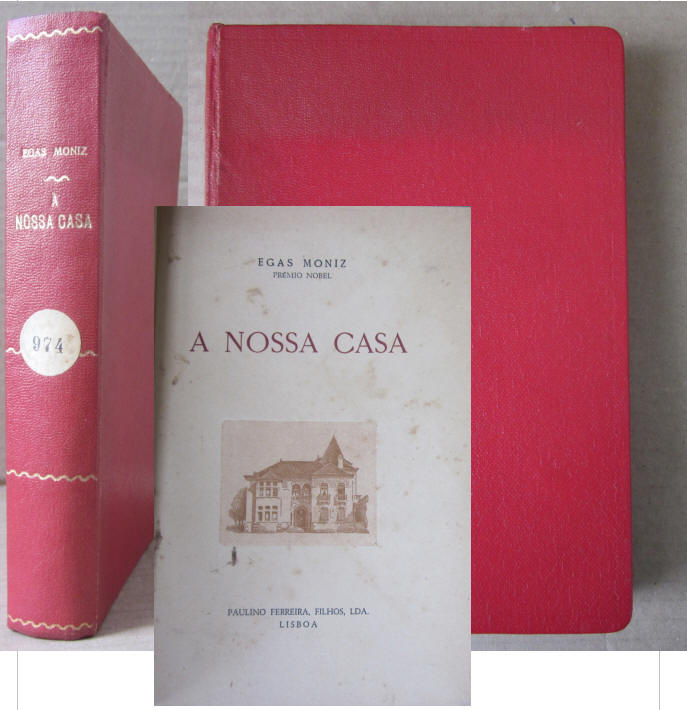 EGAS MONIZ
A
NOSSA CASA
974
EGAS MONIZ
PRÉMIO NOBEL
A NOSSA CASA
PAULINO FERREIRA, FILHOS, LDA.
LISBOA